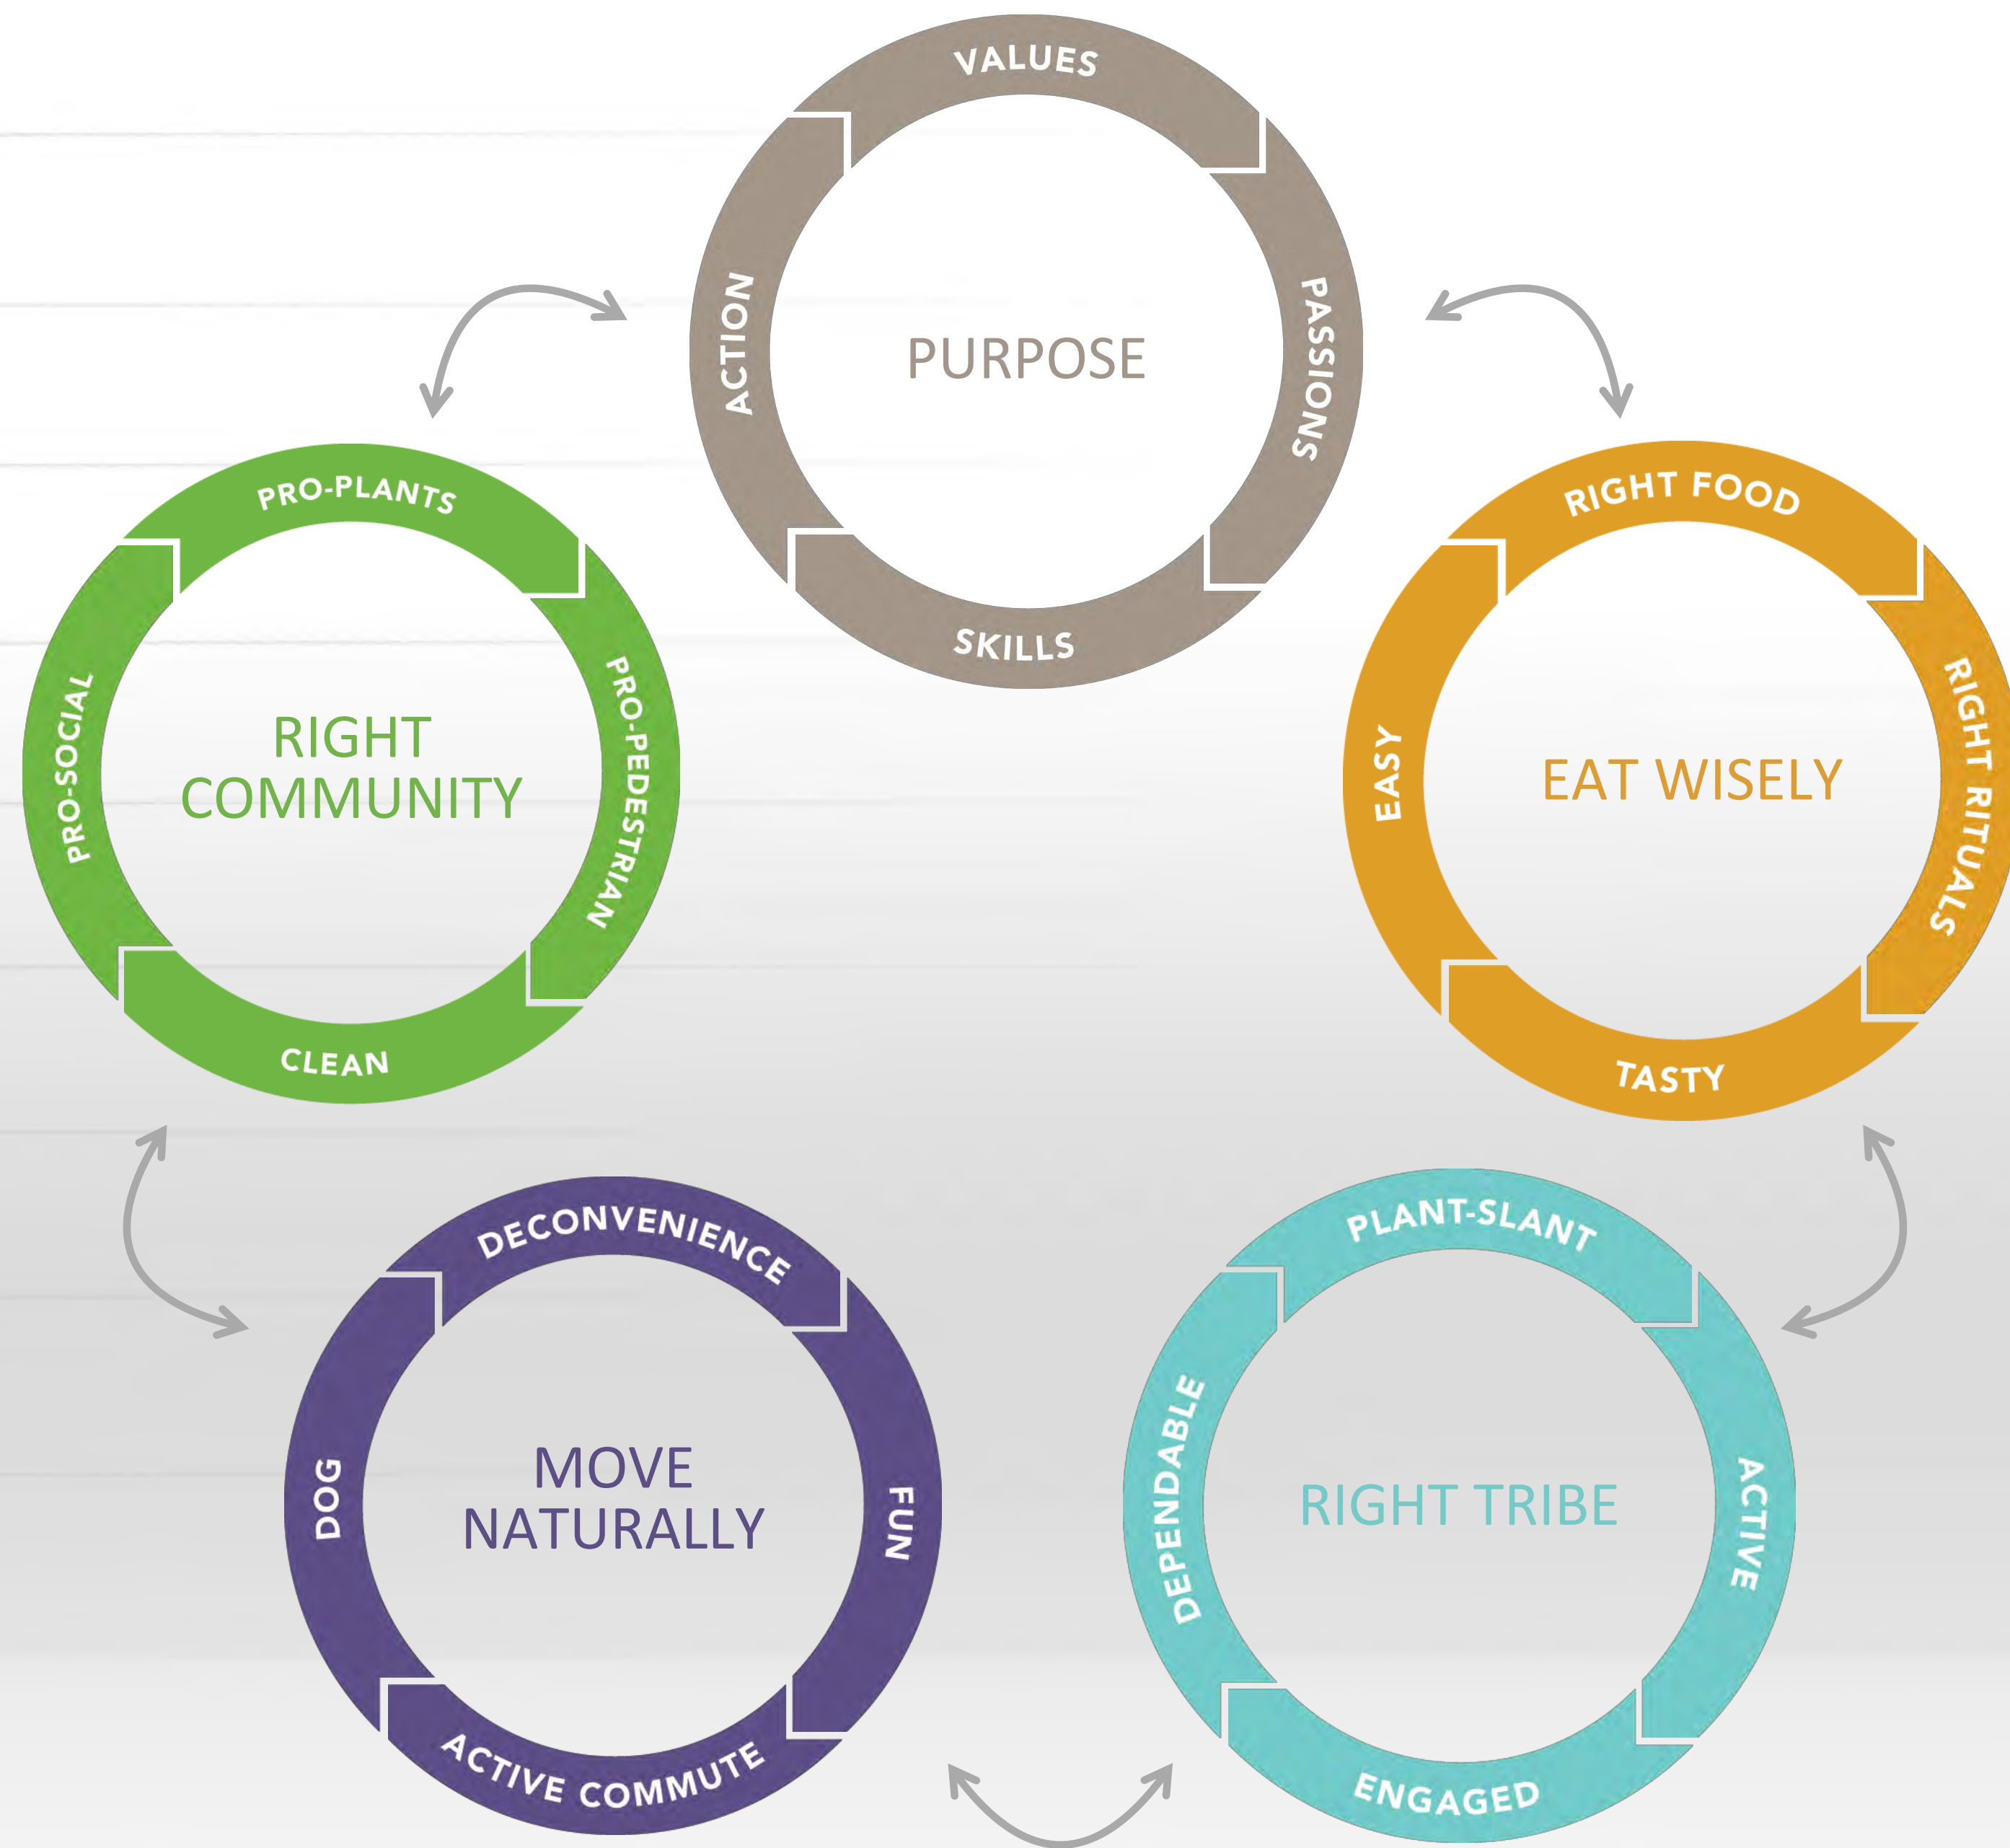 VALUES
PASSIONS
SKILLS
ACTION
PURPOSE
PRO-PLANTS
PRO-PEDESTRIAN
CLEAN
PRO-SOCIAL
RIGHT
COMMUNITY
RIGHT FOOD
RIGHT RITUALS
TASTY
EASY
EAT WISELY
DECONVENIENCE
FUN
ACTIVE COMMUTE
DOG
MOVE
NATURALLY
PLANT-SLANT
ACTIVE
ENGAGED
DEPENDABLE
RIGHT TRIBE